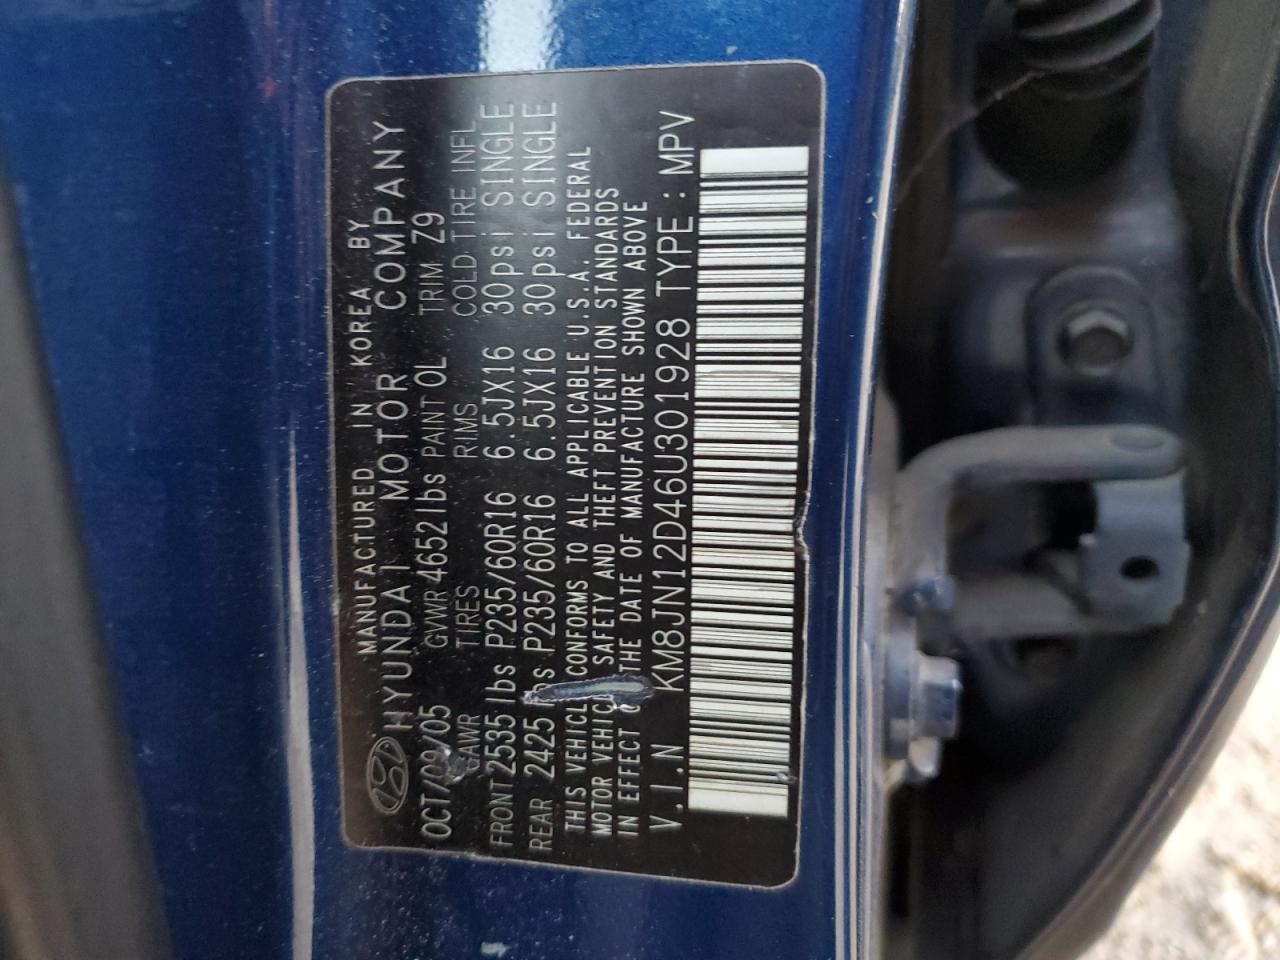 MANUFACTURED IN KOREA BY
HYUNDAI MOTOR COMPANY
OCT/09/05 GVWR 4652lbs PAINT OL TRIM Z9
GAWR TIRES RIMS COLD TIRE INFL
FRONT 2535lbs P235/60R16 6.5JX16 30psi SINGLE
REAR 2425 P235/60R16 6.5JX16 30psi SINGLE
THIS VEHICLE CONFORMS TO ALL APPLICABLE U.S.A. FEDERAL
MOTOR VEHICLE SAFETY AND THEFT PREVENTION STANDARDS
IN EFFECT THE DATE OF MANUFACTURE SHOWN ABOVE
V.I.N KM8JN12D46U301928 TYPE : MPV